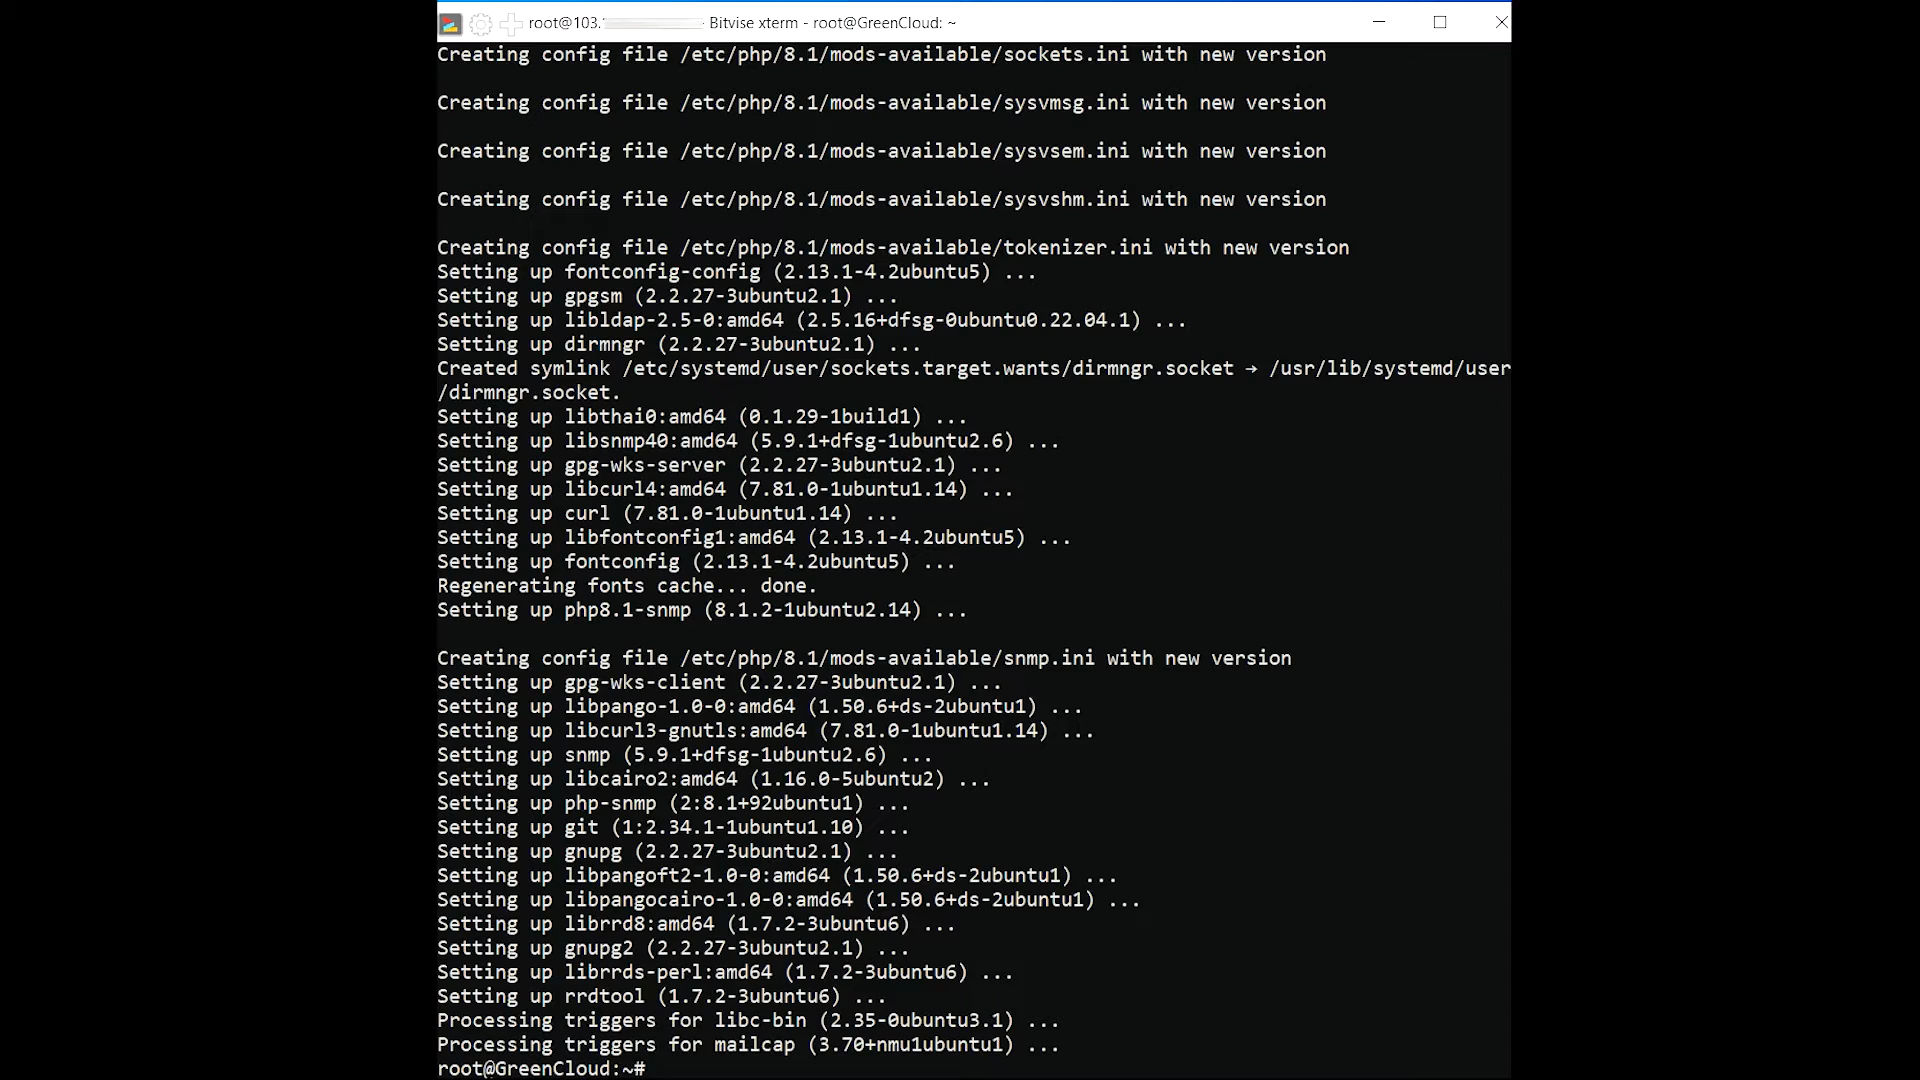 root@103. - Bitvise xterm - root@GreenCloud: ~
Creating config file /etc/php/8.1/mods-available/sockets.ini with new version
Creating config file /etc/php/8.1/mods-available/sysvmsg.ini with new version
Creating config file /etc/php/8.1/mods-available/sysvsem.ini with new version
Creating config file /etc/php/8.1/mods-available/sysvshm.ini with new version
Creating config file /etc/php/8.1/mods-available/tokenizer.ini with new version
Setting up fontconfig-config (2.13.1-4.2ubuntu5) ...
Setting up gpgsm (2.2.27-3ubuntu2.1) ...
Setting up libldap-2.5-0:amd64 (2.5.16+dfsg-0ubuntu0.22.04.1) ...
Setting up dirmngr (2.2.27-3ubuntu2.1) ...
Created symlink /etc/systemd/user/sockets.target.wants/dirmngr.socket → /usr/lib/systemd/user
/dirmngr.socket.
Setting up libthai0:amd64 (0.1.29-1build1) ...
Setting up libsnmp40:amd64 (5.9.1+dfsg-1ubuntu2.6) ...
Setting up gpg-wks-server (2.2.27-3ubuntu2.1) ...
Setting up libcurl4:amd64 (7.81.0-1ubuntu1.14) ...
Setting up curl (7.81.0-1ubuntu1.14) ...
Setting up libfontconfig1:amd64 (2.13.1-4.2ubuntu5) ...
Setting up fontconfig (2.13.1-4.2ubuntu5) ...
Regenerating fonts cache... done.
Setting up php8.1-snmp (8.1.2-1ubuntu2.14) ...
Creating config file /etc/php/8.1/mods-available/snmp.ini with new version
Setting up gpg-wks-client (2.2.27-3ubuntu2.1) ...
Setting up libpango-1.0-0:amd64 (1.50.6+ds-2ubuntu1) ...
Setting up libcurl3-gnutls:amd64 (7.81.0-1ubuntu1.14) ...
Setting up snmp (5.9.1+dfsg-1ubuntu2.6) ...
Setting up libcairo2:amd64 (1.16.0-5ubuntu2) ...
Setting up php-snmp (2:8.1+92ubuntu1) ...
Setting up git (1:2.34.1-1ubuntu1.10) ...
Setting up gnupg (2.2.27-3ubuntu2.1) ...
Setting up libpangoft2-1.0-0:amd64 (1.50.6+ds-2ubuntu1) ...
Setting up libpangocairo-1.0-0:amd64 (1.50.6+ds-2ubuntu1) ...
Setting up librrd8:amd64 (1.7.2-3ubuntu6) ...
Setting up gnupg2 (2.2.27-3ubuntu2.1) ...
Setting up librrds-perl:amd64 (1.7.2-3ubuntu6) ...
Setting up rrdtool (1.7.2-3ubuntu6) ...
Processing triggers for libc-bin (2.35-0ubuntu3.1) ...
Processing triggers for mailcap (3.70+nmu1ubuntu1) ...
root@GreenCloud:~#